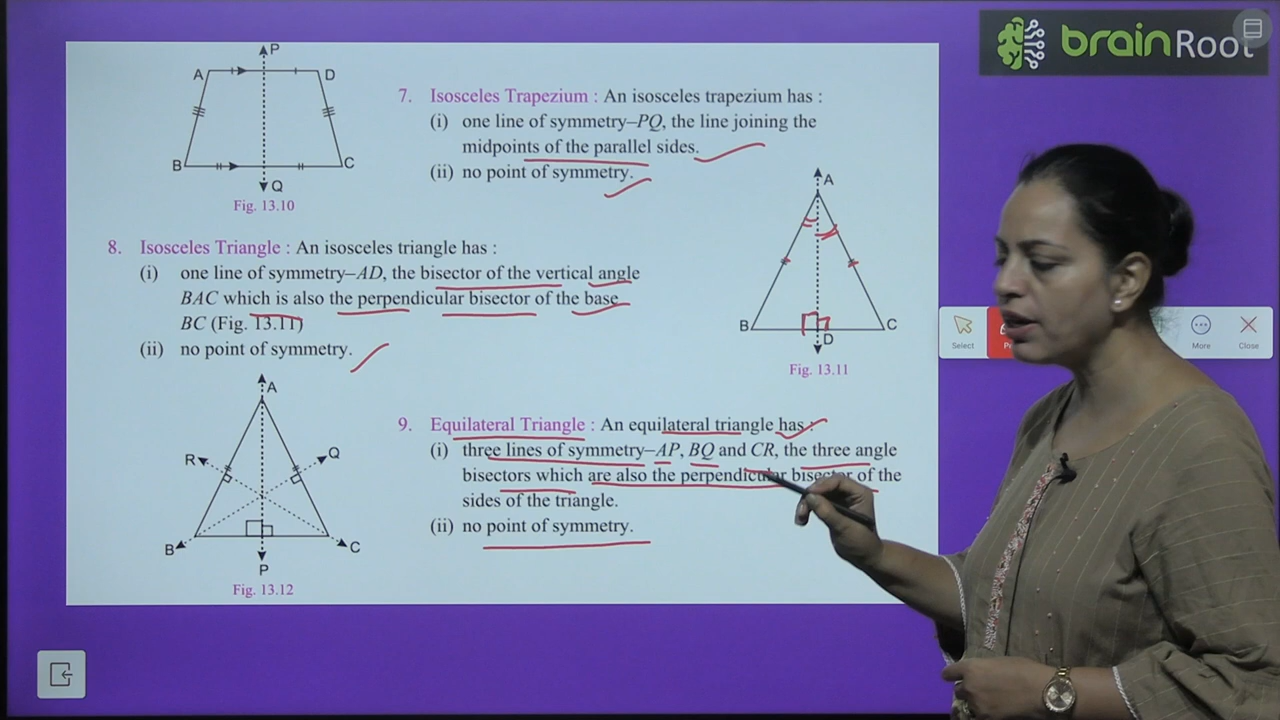 brainRoot
P
A
D
B
C
Q
Fig. 13.10
7. Isosceles Trapezium : An isosceles trapezium has :
(i) one line of symmetry–PQ, the line joining the
midpoints of the parallel sides.
(ii) no point of symmetry.
8. Isosceles Triangle : An isosceles triangle has :
(i) one line of symmetry–AD, the bisector of the vertical angle
BAC which is also the perpendicular bisector of the base
BC (Fig. 13.11)
(ii) no point of symmetry.
A
B
C
D
Fig. 13.11
Select
More
Close
A
R
Q
B
C
P
Fig. 13.12
9. Equilateral Triangle : An equilateral triangle has :
(i) three lines of symmetry–AP, BQ and CR, the three angle
bisectors which are also the perpendicular bisector of the
sides of the triangle.
(ii) no point of symmetry.